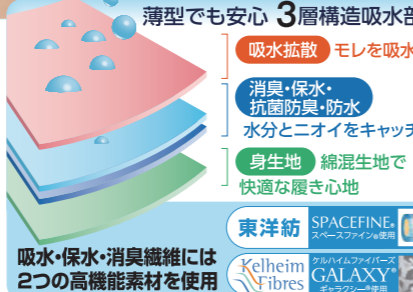 薄型でも安心 3層構造吸水部
吸水拡散 モレを吸水
消臭・保水・
抗菌防臭・防水
水分とニオイをキャッチ
身生地 綿混生地で
快適な履き心地
吸水・保水・消臭繊維には
2つの高機能素材を使用
東洋紡 SPACEFINE®
スペースファイン®使用
Kelheim
Fibres
ケルハイムファイバーズ
GALAXY®
ギャラクシー®使用